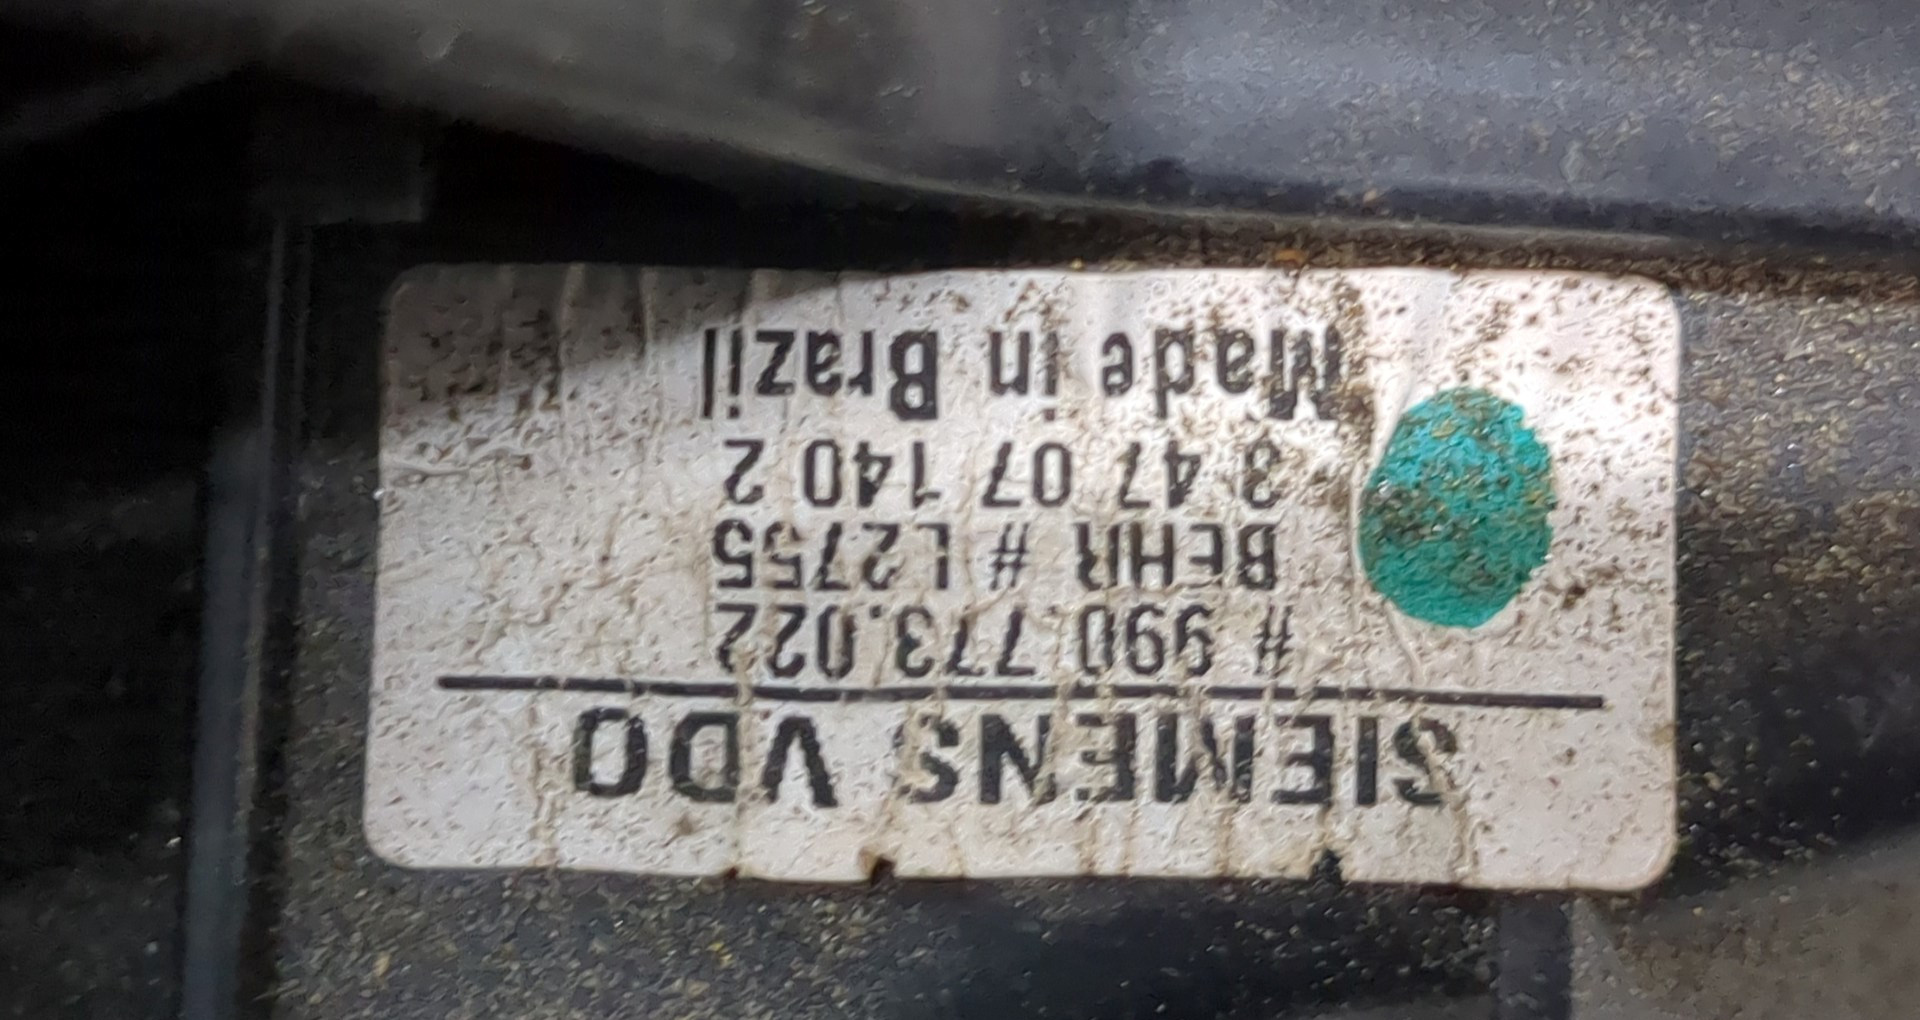 SIEMENS VDO
# 990.773.022
BEHR # L2755
3 47 07 140 2
Made in Brazil